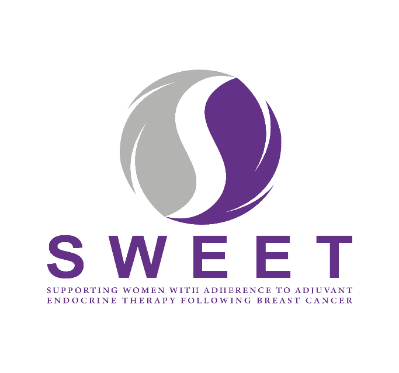 SWEET
SUPPORTING WOMEN WITH ADHERENCE TO ADJUVANT
ENDOCRINE THERAPY FOLLOWING BREAST CANCER